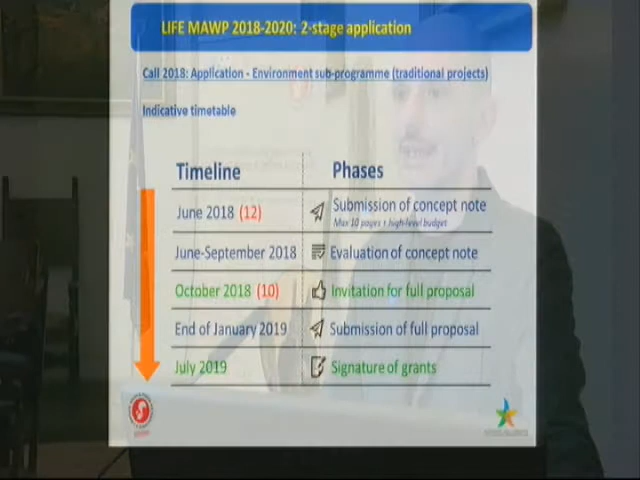 LIFE MAWP 2018-2020: 2-stage application
Call 2018: Application - Environment sub-programme (traditional projects)
Indicative timetable
Timeline Phases
June 2018 (12) Submission of concept note
Max 10 pages + high-level budget
June-September 2018 Evaluation of concept note
October 2018 (10) Invitation for full proposal
End of January 2019 Submission of full proposal
July 2019 Signature of grants